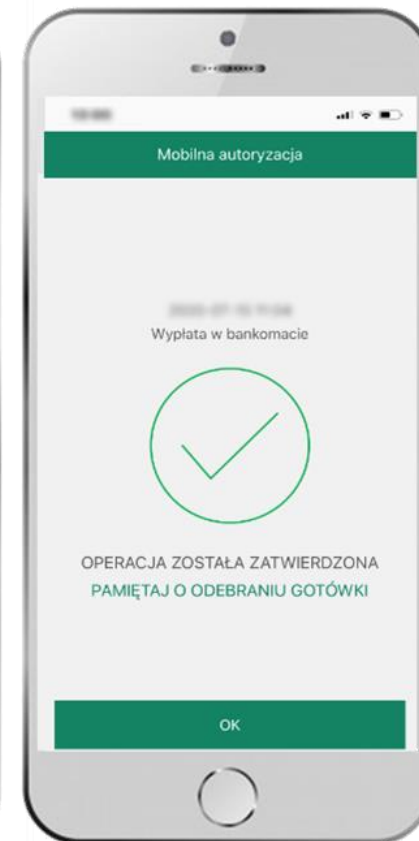 Mobilna autoryzacja
Wypłata w bankomacie
OPERACJA ZOSTAŁA ZATWIERDZONA
PAMIĘTAJ O ODEBRANIU GOTÓWKI
OK